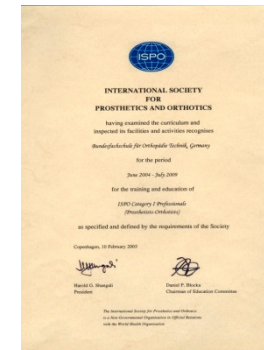 ISPO
INTERNATIONAL SOCIETY
FOR
PROSTHETICS AND ORTHOTICS
having examined the curriculum and
inspected its facilities and activities recognises
Bundesfachschule für Orthopädie Technik, Germany
for the period
June 2004 - July 2009
for the training and education of
ISPO Category I Professionals
(Prosthetists-Orthotists)
as specified and defined by the requirements of the Society
Copenhagen, 10 February 2005
Harold G. Shangali
President
Daniel P. Blocka
Chairman of Education Committee
The International Society for Prosthetics and Orthotics
is a Non-Governmental Organisation in Official Relations
with the World Health Organisation